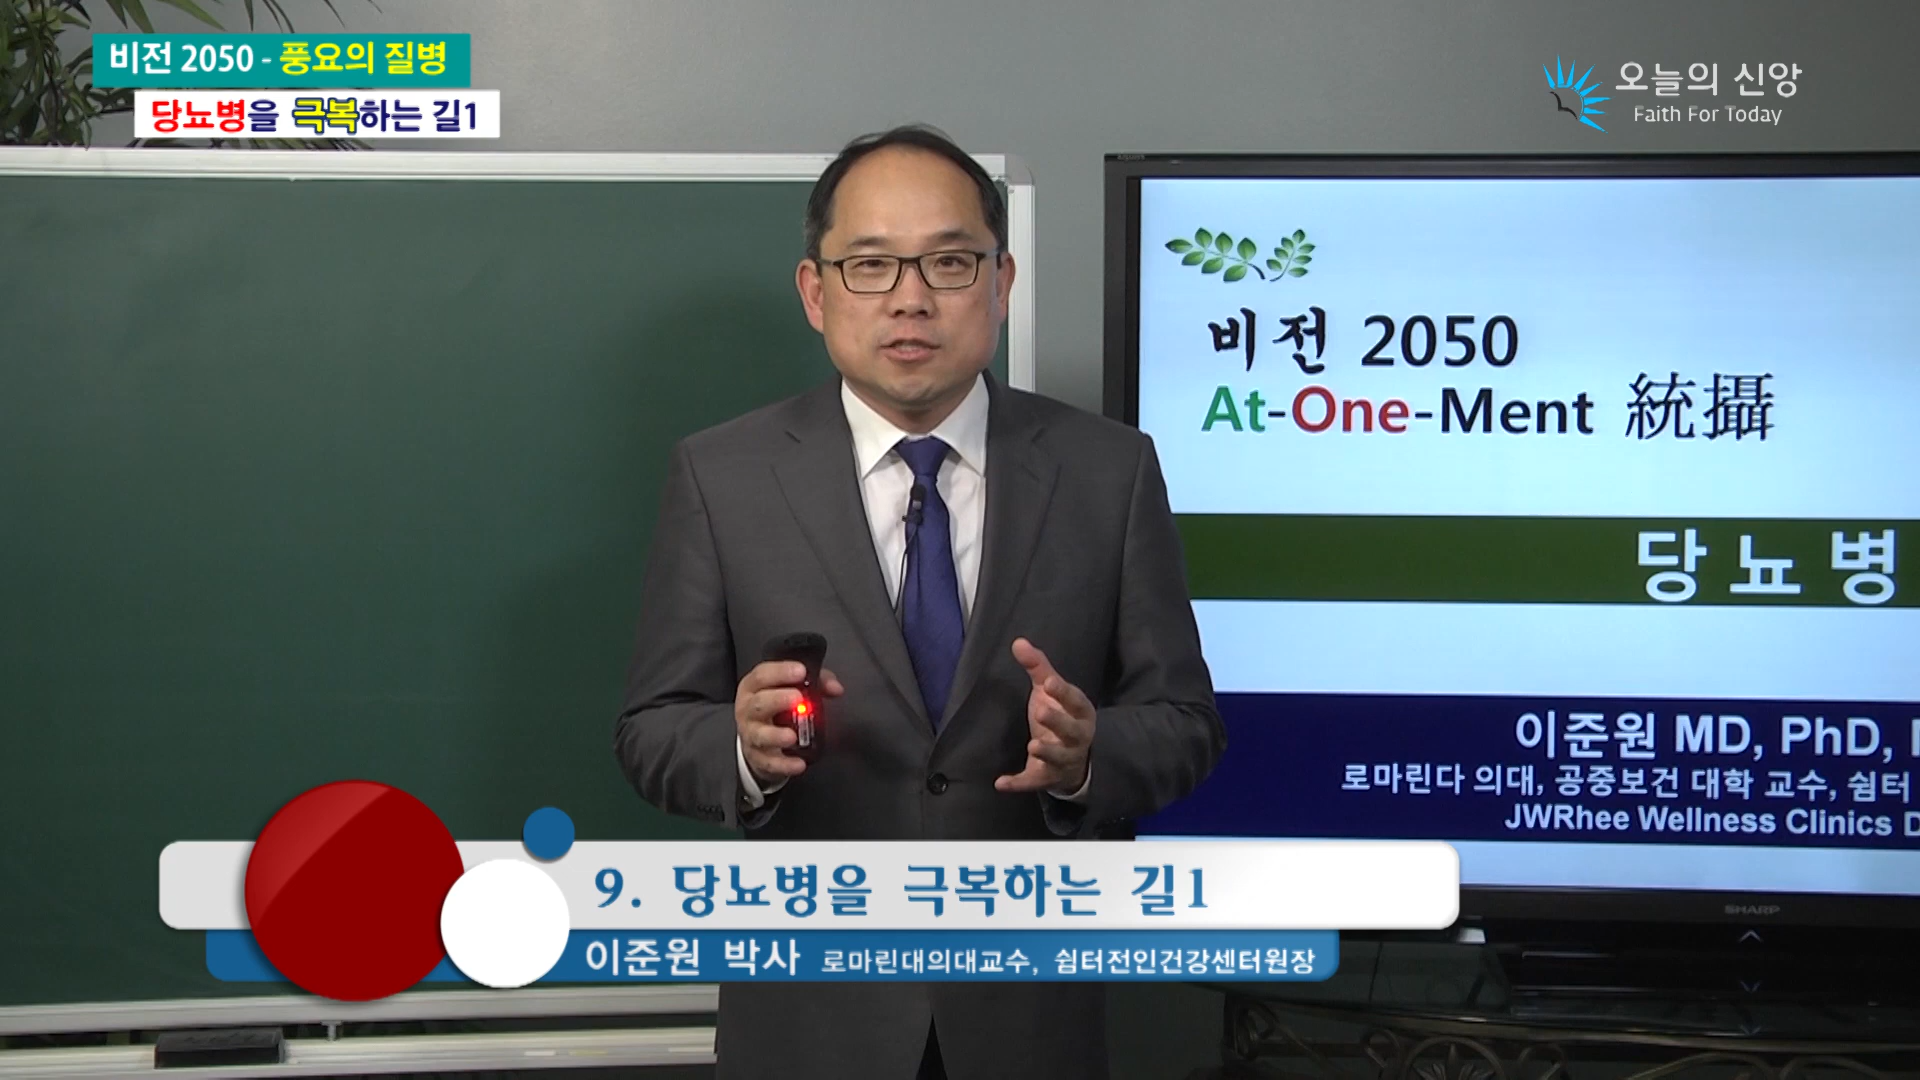 비전 2050 - 풍요의 질병
당뇨병을 극복하는 길1
오늘의 신앙
Faith For Today
비전 2050
At-One-Ment 統攝
당뇨병
이준원 MD, PhD,
로마린다 의대, 공중보건 대학 교수, 쉼터
JWRhee Wellness Clinics D
SHARP
9. 당뇨병을 극복하는 길1
이준원 박사 로마린대의대교수, 쉼터전인건강센터원장